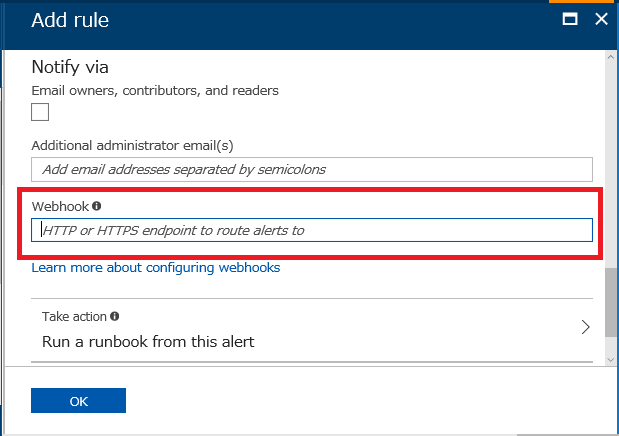 Add rule
Notify via
Email owners, contributors, and readers
Additional administrator email(s)
Add email addresses separated by semicolons
Webhook
HTTP or HTTPS endpoint to route alerts to
Learn more about configuring webhooks
Take action
Run a runbook from this alert
OK